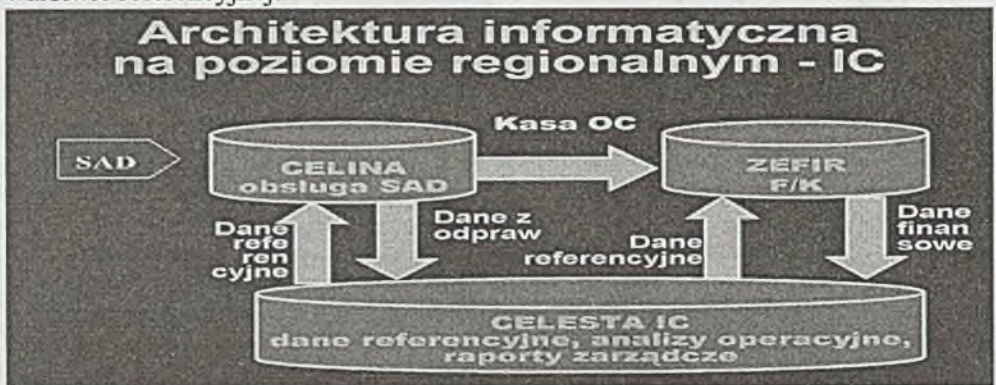 Architektura informatyczna
na poziomie regionalnym - IC
Kasa OC
SAD
CELINA
obsługa SAD
ZEFIR
F/K
Dane
refe
ren
cyjne
Dane z
odpraw
Dane
referencyjne
Dane
finan
sowe
CELESTA IC
dane referencyjne, analizy operacyjne,
raporty zarządcze